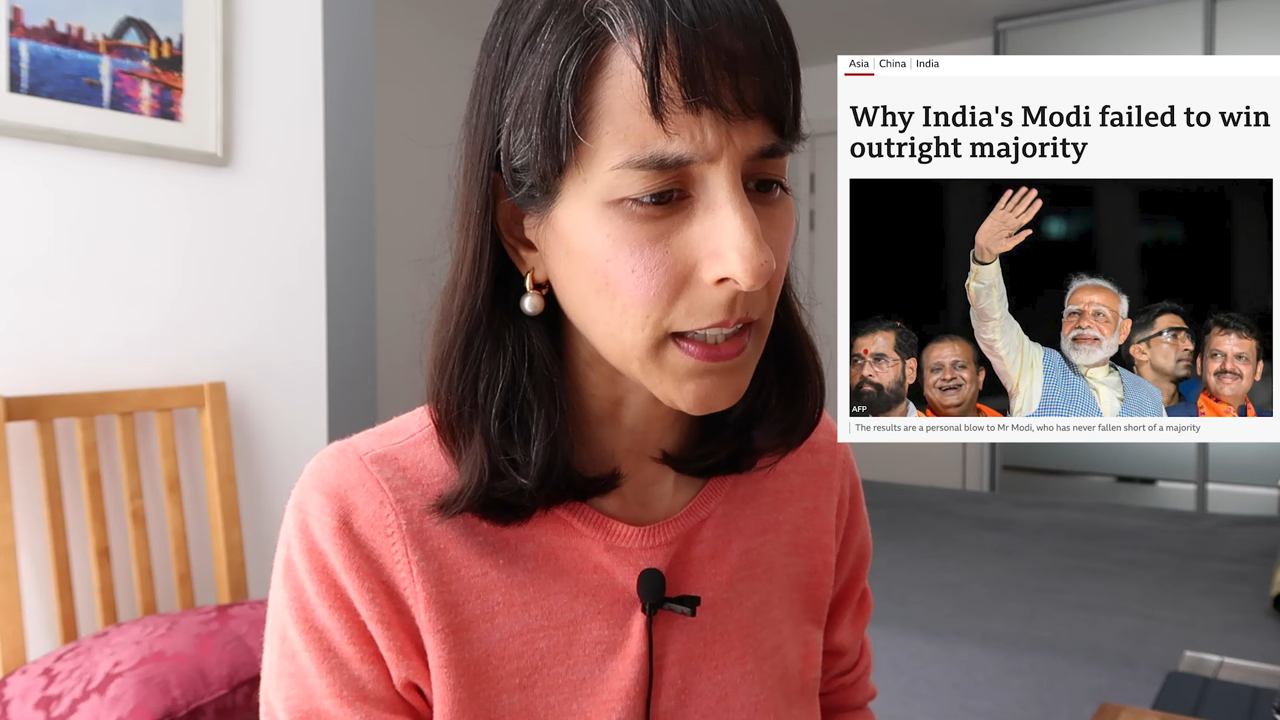 Asia | China | India
Why India's Modi failed to win
outright majority
AFP
The results are a personal blow to Mr Modi, who has never fallen short of a majority